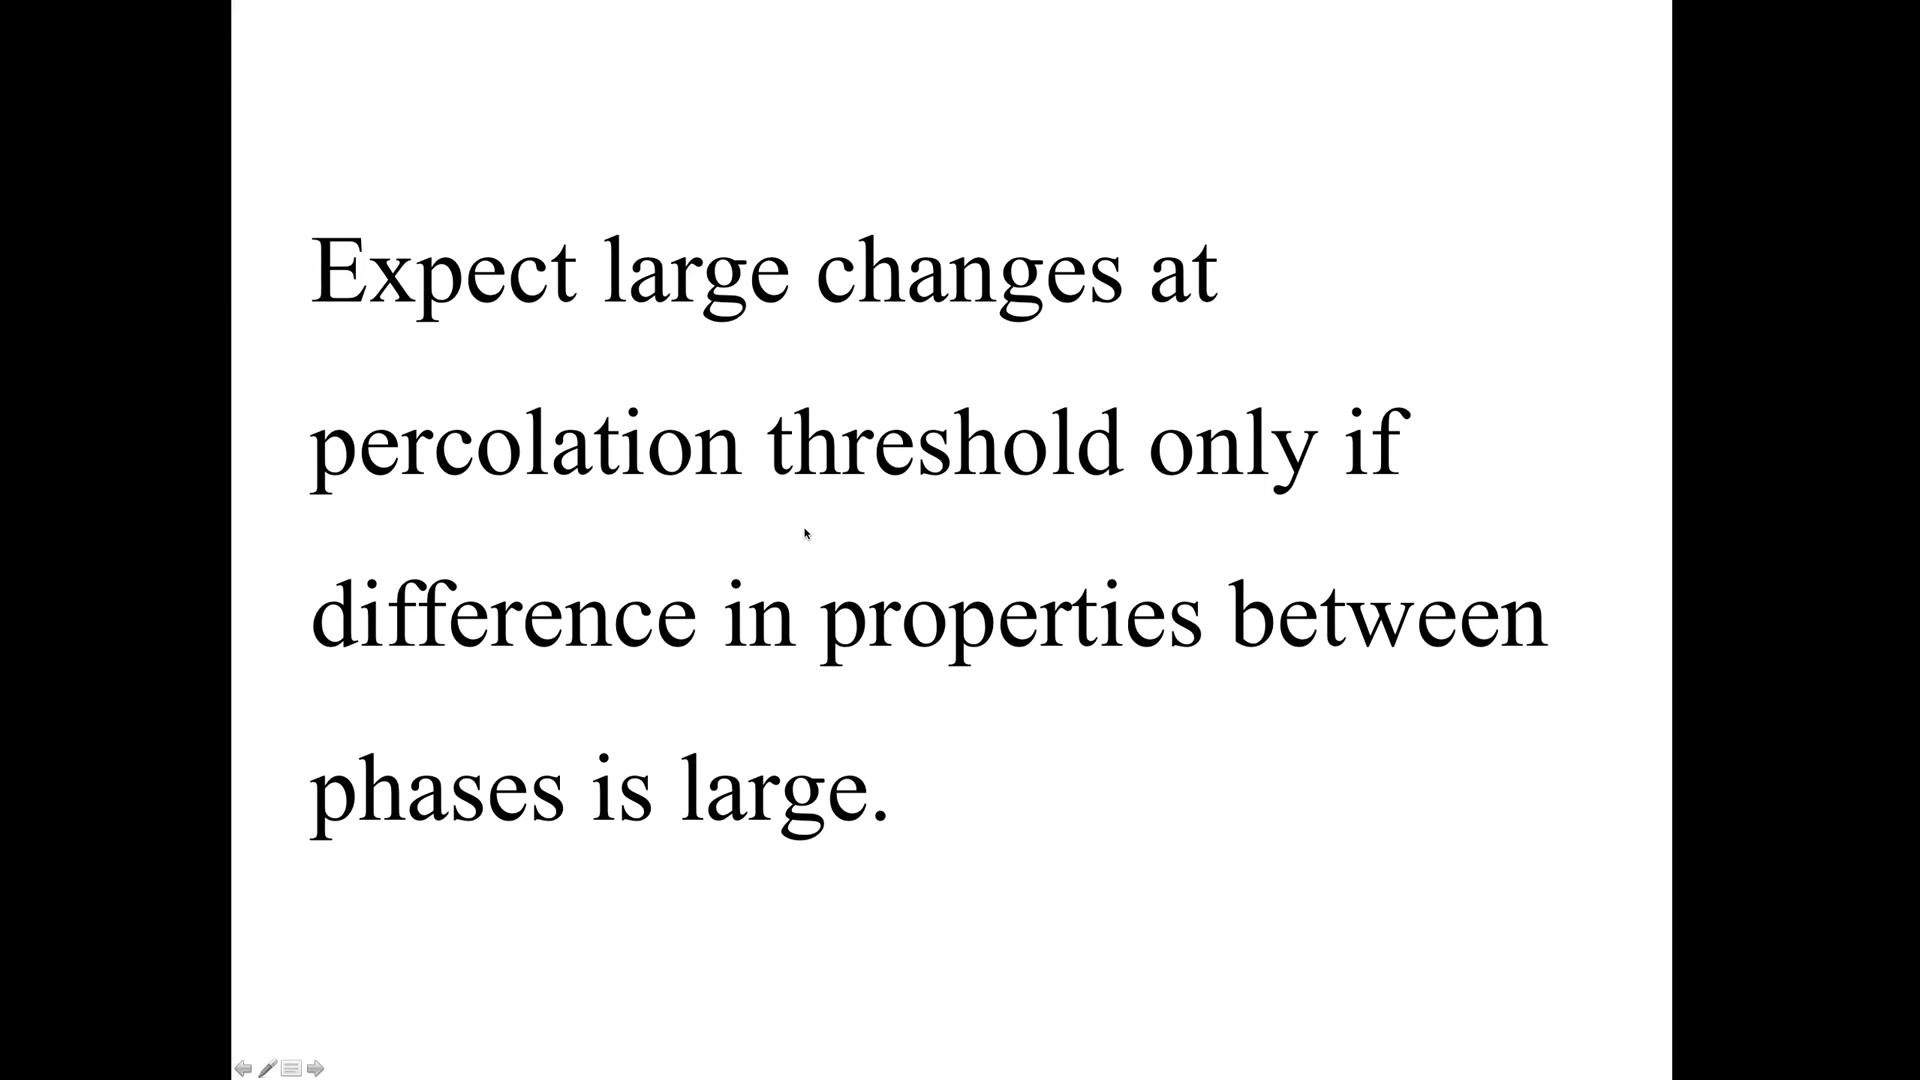 Expect large changes at
percolation threshold only if
difference in properties between
phases is large.